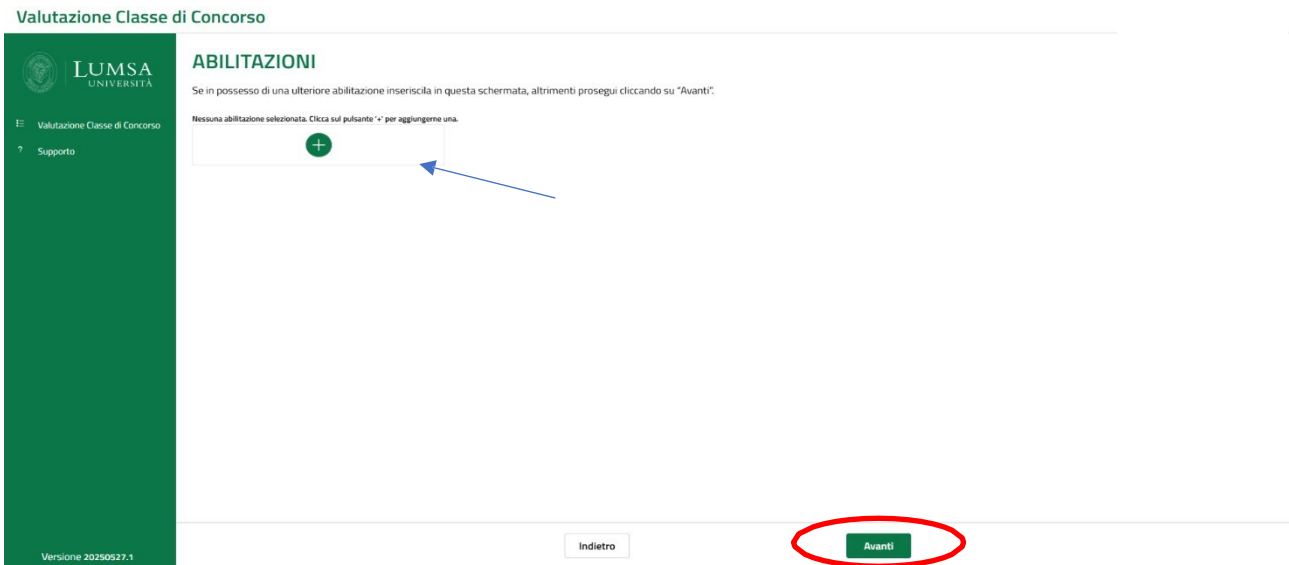 Valutazione Classe di Concorso
LUMSA
UNIVERSITÀ
Valutazione Classe di Concorso
? Supporto
ABILITAZIONI
Se in possesso di una ulteriore abilitazione inseriscila in questa schermata, altrimenti prosegui cliccando su "Avanti".
Nessuna abilitazione selezionata. Clicca sul pulsante '+' per aggiungerne una.
+
Indietro
Avanti
Versione 20250527.1